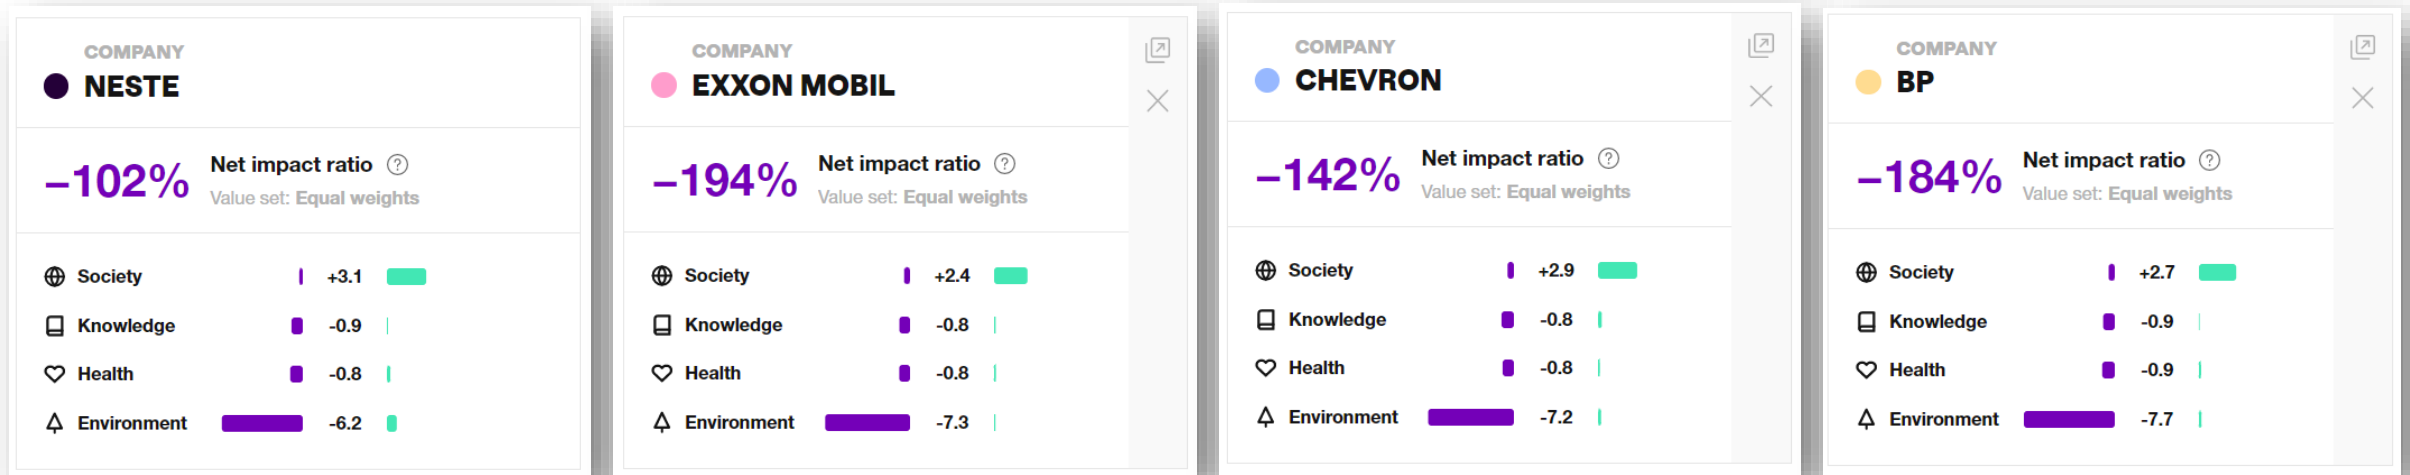 COMPANY
NESTE
−102%
Net impact ratio ?
Value set: Equal weights
Society +3.1
Knowledge -0.9
Health -0.8
Environment -6.2
COMPANY
EXXON MOBIL
−194%
Net impact ratio ?
Value set: Equal weights
Society +2.4
Knowledge -0.8
Health -0.8
Environment -7.3
COMPANY
CHEVRON
−142%
Net impact ratio ?
Value set: Equal weights
Society +2.9
Knowledge -0.8
Health -0.8
Environment -7.2
COMPANY
BP
−184%
Net impact ratio ?
Value set: Equal weights
Society +2.7
Knowledge -0.9
Health -0.9
Environment -7.7